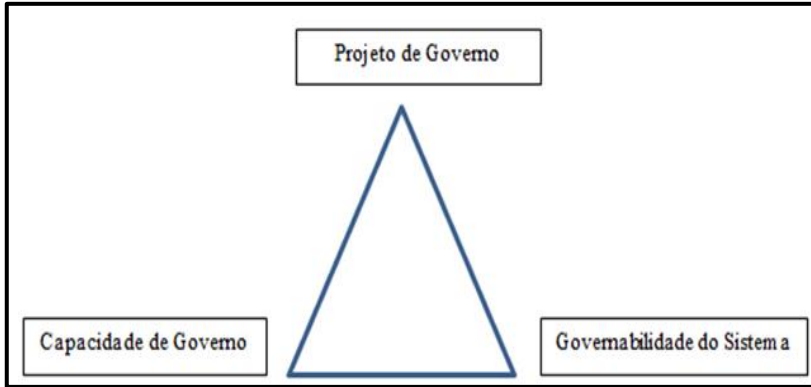 Projeto de Governo
Capacidade de Governo
Governabilidade do Sistema